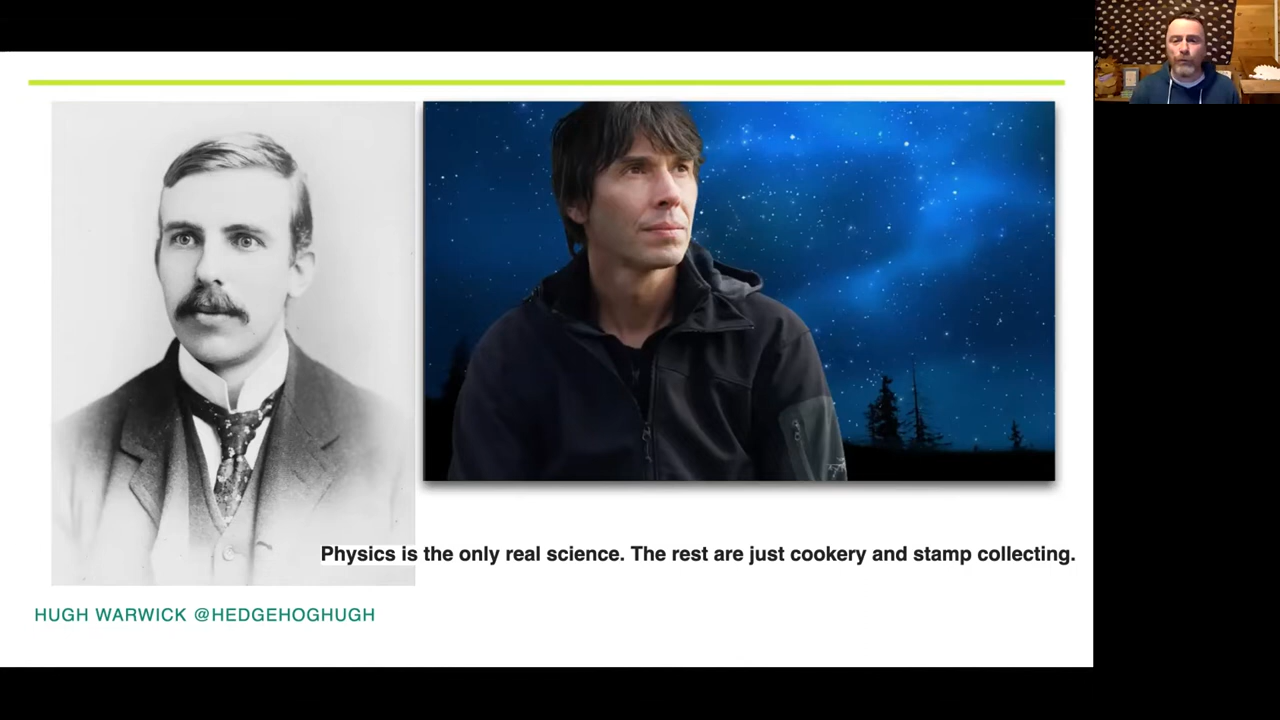 Physics is the only real science. The rest are just cookery and stamp collecting.
HUGH WARWICK @HEDGEHOGHUGH